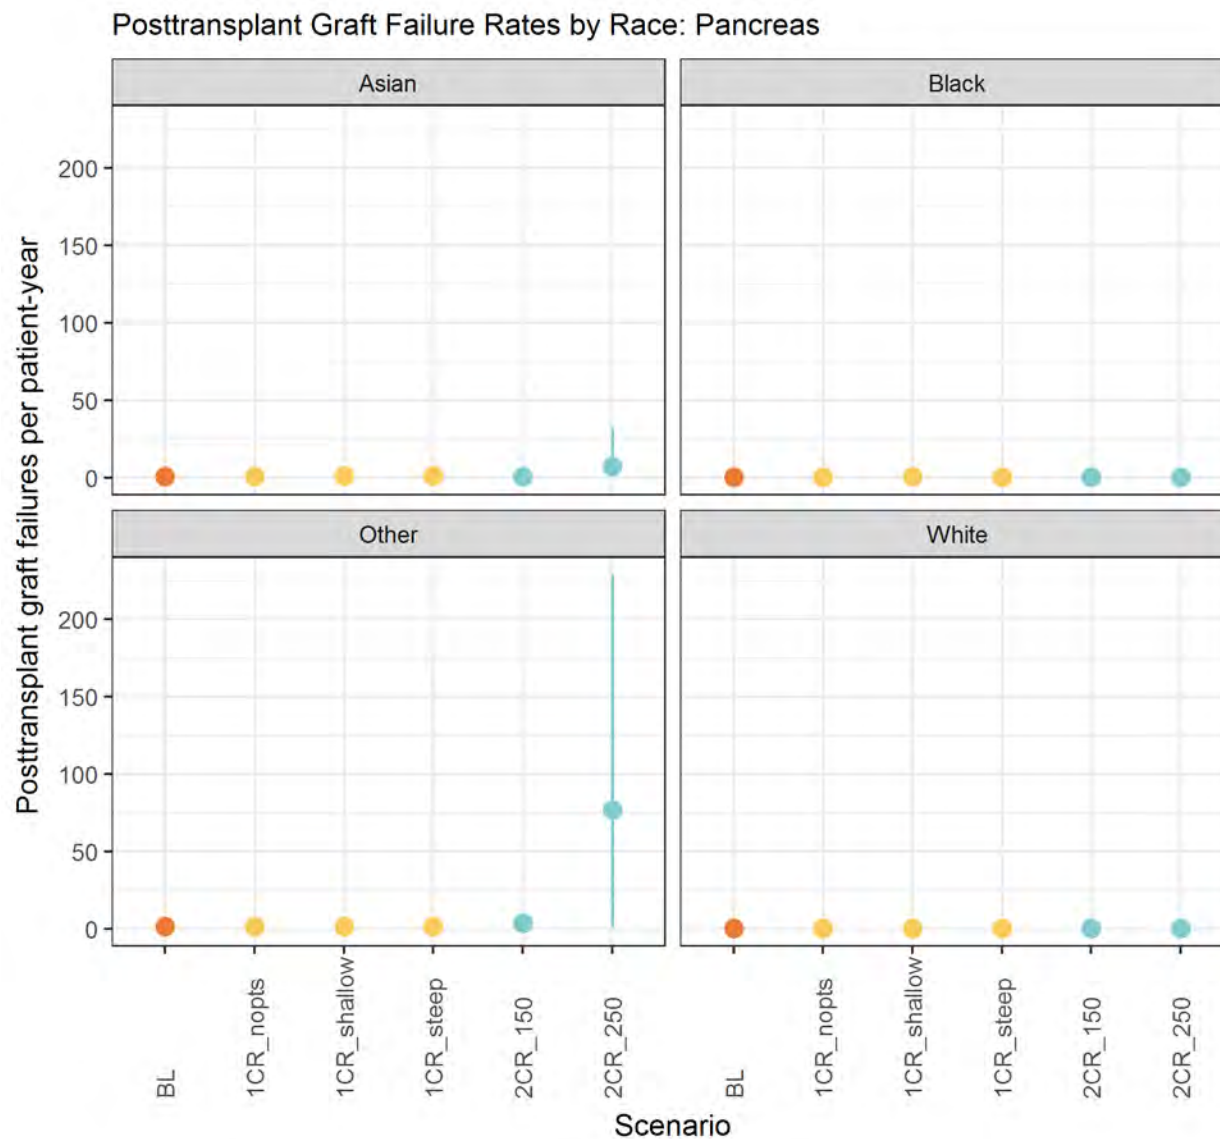 Posttransplant Graft Failure Rates by Race: Pancreas
Asian
Black
200
150
100
50
0
Other
White
200
150
100
50
0
Posttransplant graft failures per patient-year
BL
1CR_nopts
1CR_shallow
1CR_steep
2CR_150
2CR_250
BL
1CR_nopts
1CR_shallow
1CR_steep
2CR_150
2CR_250
Scenario